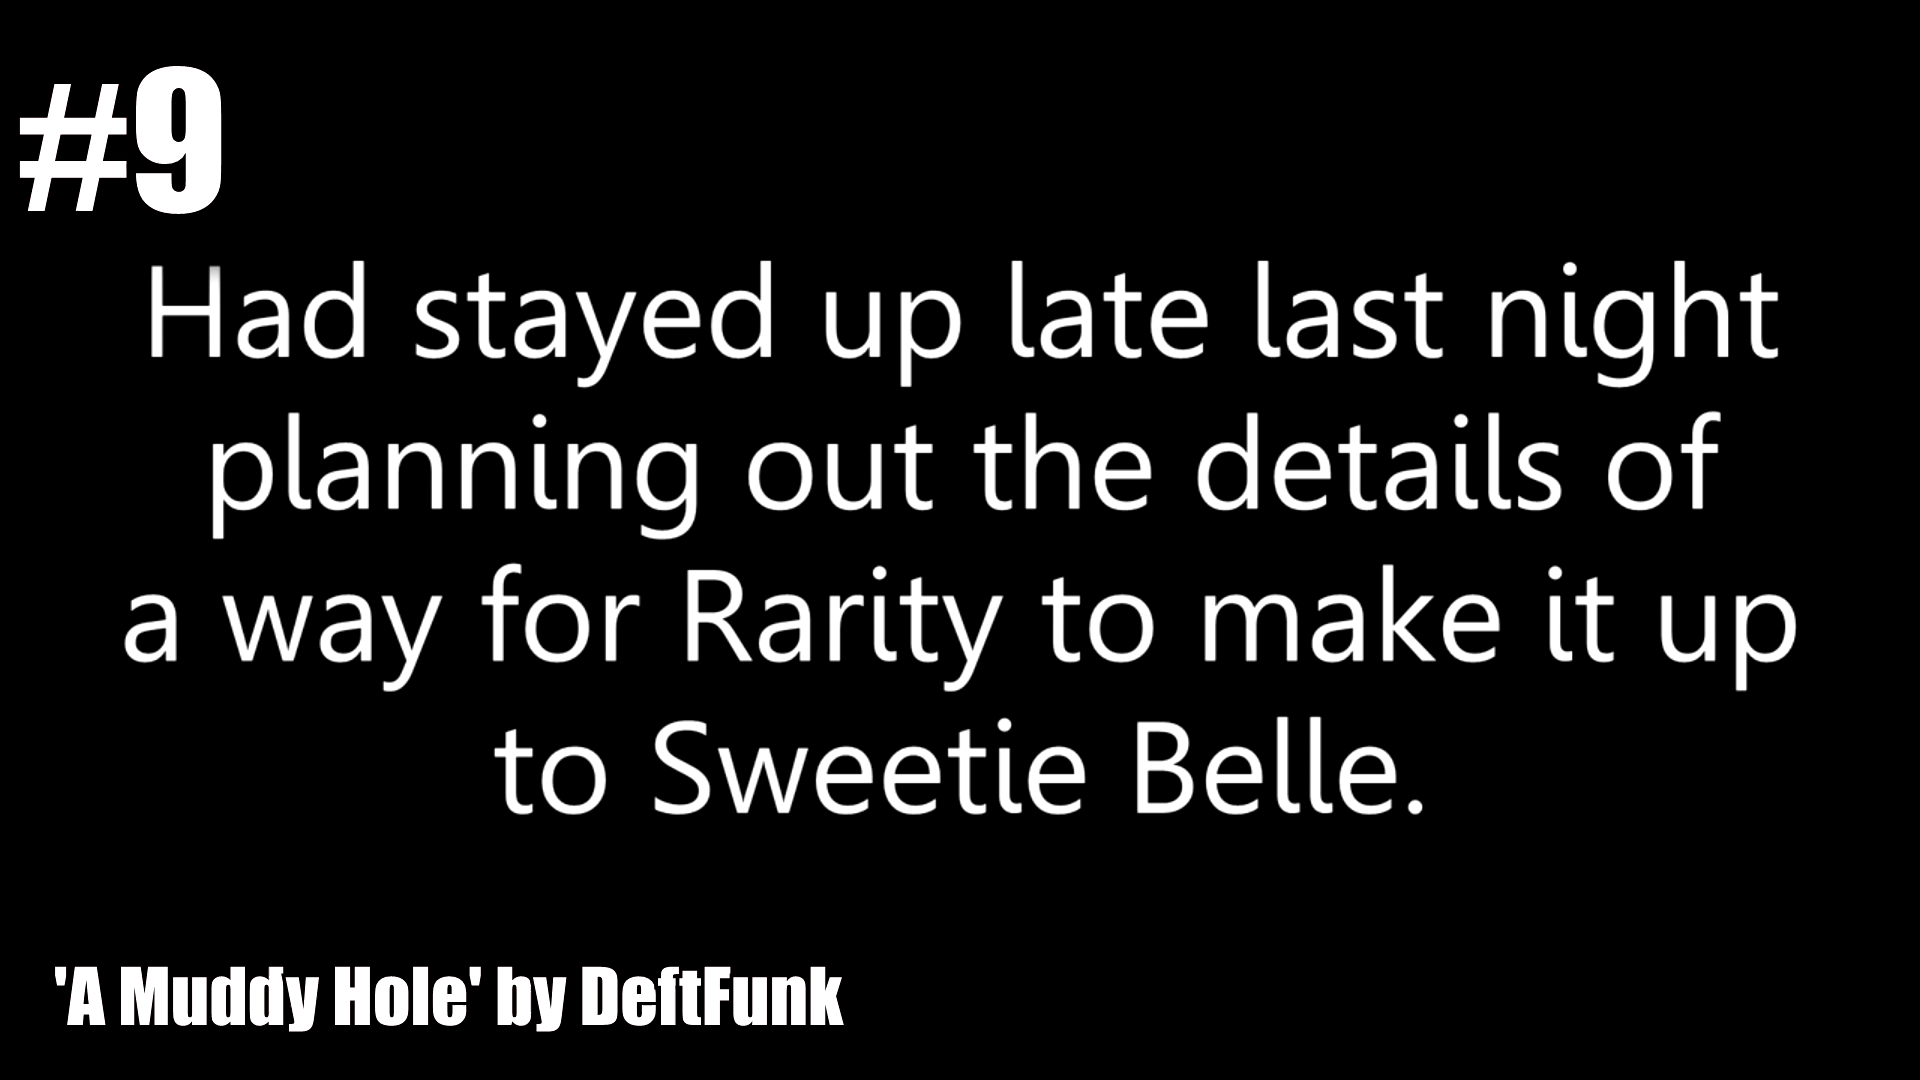 #9
Had stayed up late last night
planning out the details of
a way for Rarity to make it up
to Sweetie Belle.
'A Muddy Hole' by DeftFunk